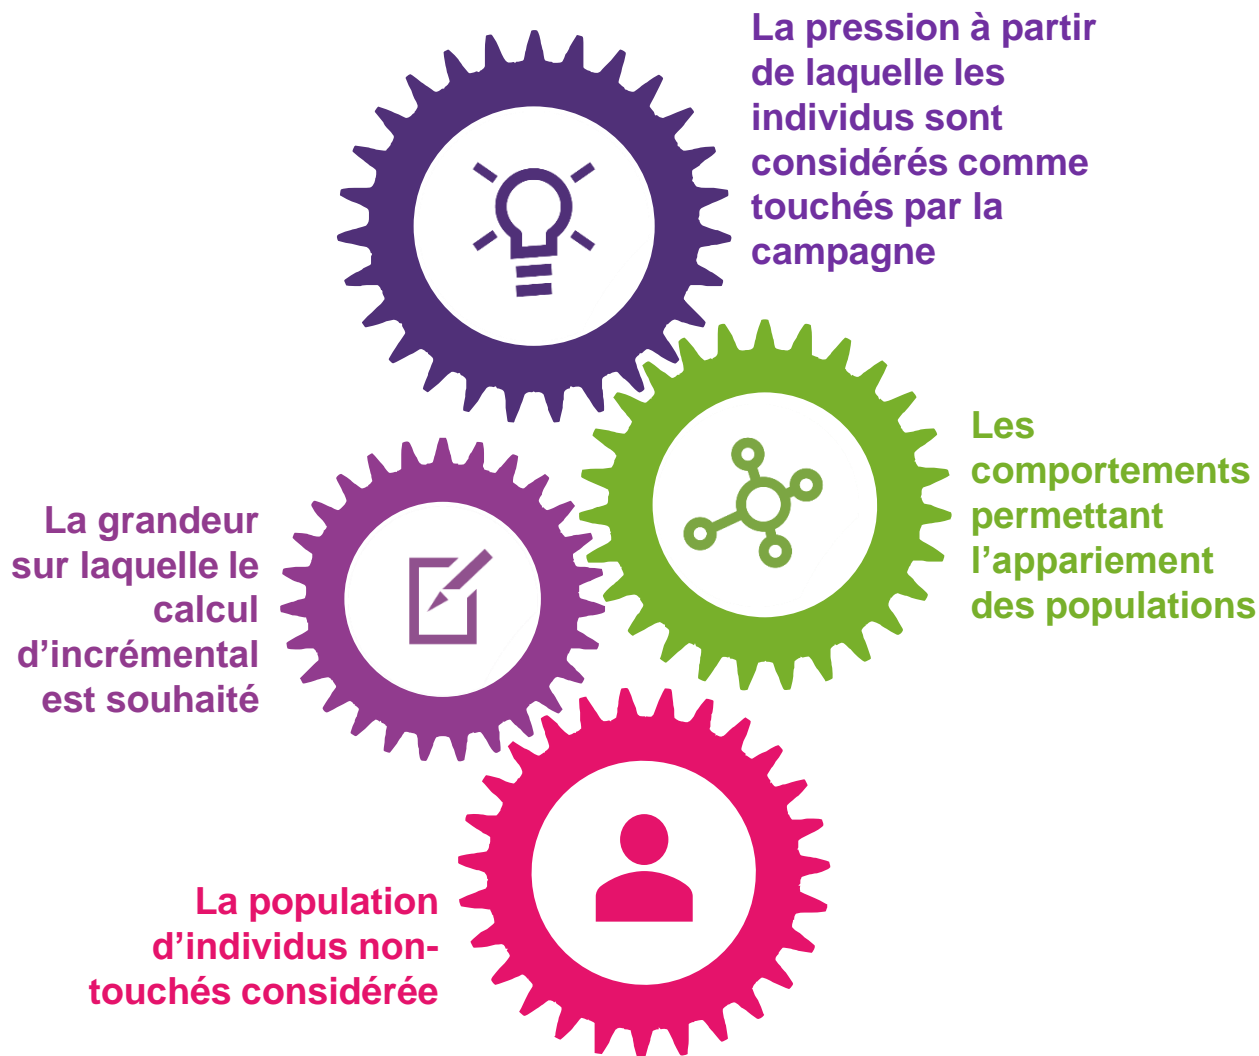 La pression à partir
de laquelle les
individus sont
considérés comme
touchés par la
campagne
Les
comportements
permettant
l’appariement
des populations
La grandeur
sur laquelle le
calcul
d’incrémental
est souhaité
La population
d’individus non-
touchés considérée